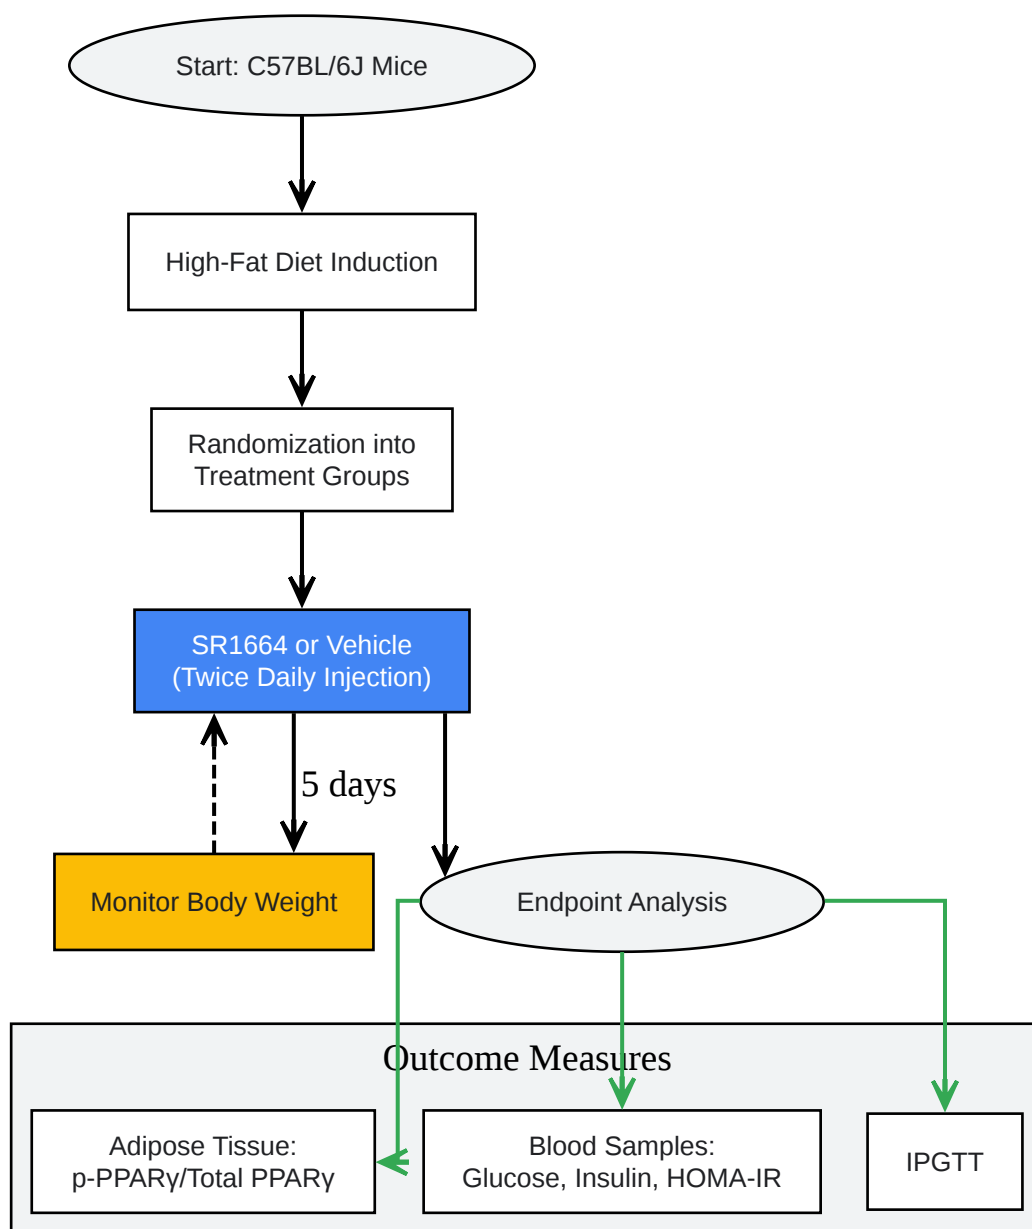 Start: C57BL/6J Mice
High-Fat Diet Induction
Randomization into
Treatment Groups
SR1664 or Vehicle
(Twice Daily Injection)
5 days
Monitor Body Weight
Endpoint Analysis
Outcome Measures
Adipose Tissue:
p-PPARγ/Total PPARγ
Blood Samples:
Glucose, Insulin, HOMA-IR
IPGTT